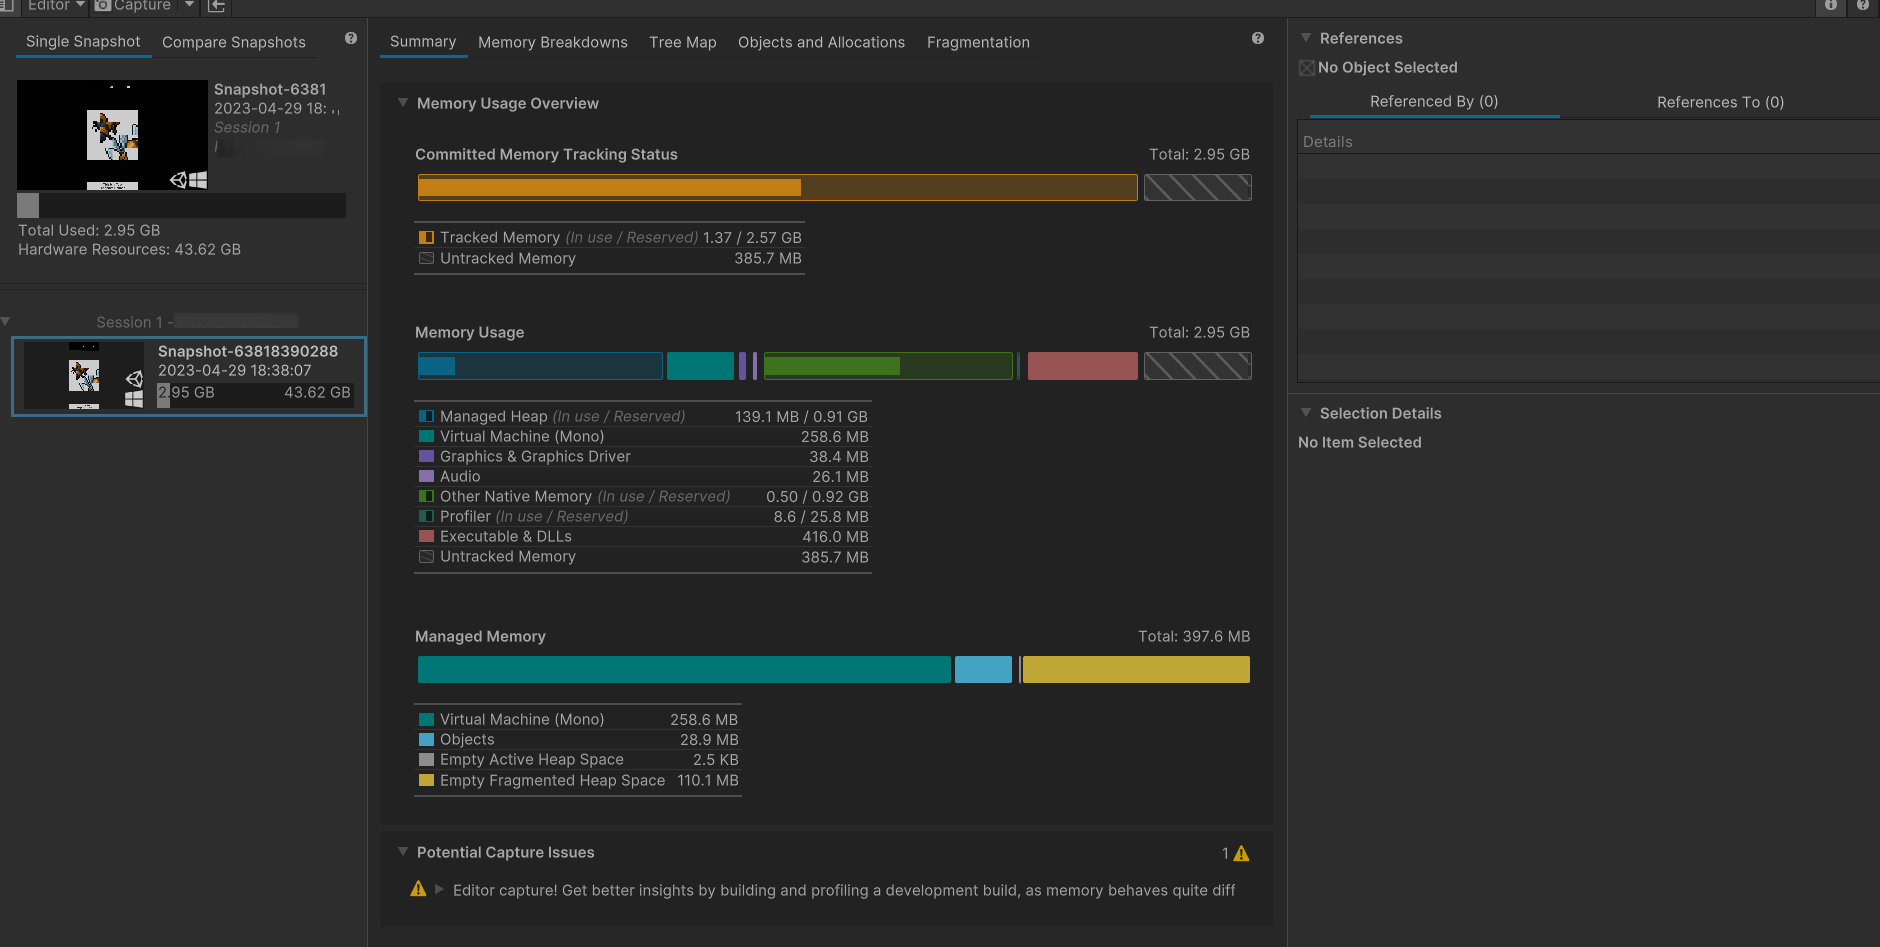 Editor
Capture
Single Snapshot
Compare Snapshots
Snapshot-6381
2023-04-29 18:
Session 1
Total Used: 2.95 GB
Hardware Resources: 43.62 GB
Session 1 -
Snapshot-63818390288
2023-04-29 18:38:07
2.95 GB 43.62 GB
Summary Memory Breakdowns Tree Map Objects and Allocations Fragmentation
Memory Usage Overview
Committed Memory Tracking Status Total: 2.95 GB
Tracked Memory (In use / Reserved) 1.37 / 2.57 GB
Untracked Memory 385.7 MB
Memory Usage Total: 2.95 GB
Managed Heap (In use / Reserved) 139.1 MB / 0.91 GB
Virtual Machine (Mono) 258.6 MB
Graphics & Graphics Driver 38.4 MB
Audio 26.1 MB
Other Native Memory (In use / Reserved) 0.50 / 0.92 GB
Profiler (In use / Reserved) 8.6 / 25.8 MB
Executable & DLLs 416.0 MB
Untracked Memory 385.7 MB
Managed Memory Total: 397.6 MB
Virtual Machine (Mono) 258.6 MB
Objects 28.9 MB
Empty Active Heap Space 2.5 KB
Empty Fragmented Heap Space 110.1 MB
Potential Capture Issues 1
Editor capture! Get better insights by building and profiling a development build, as memory behaves quite diff
References
No Object Selected
Referenced By (0) References To (0)
Details
Selection Details
No Item Selected